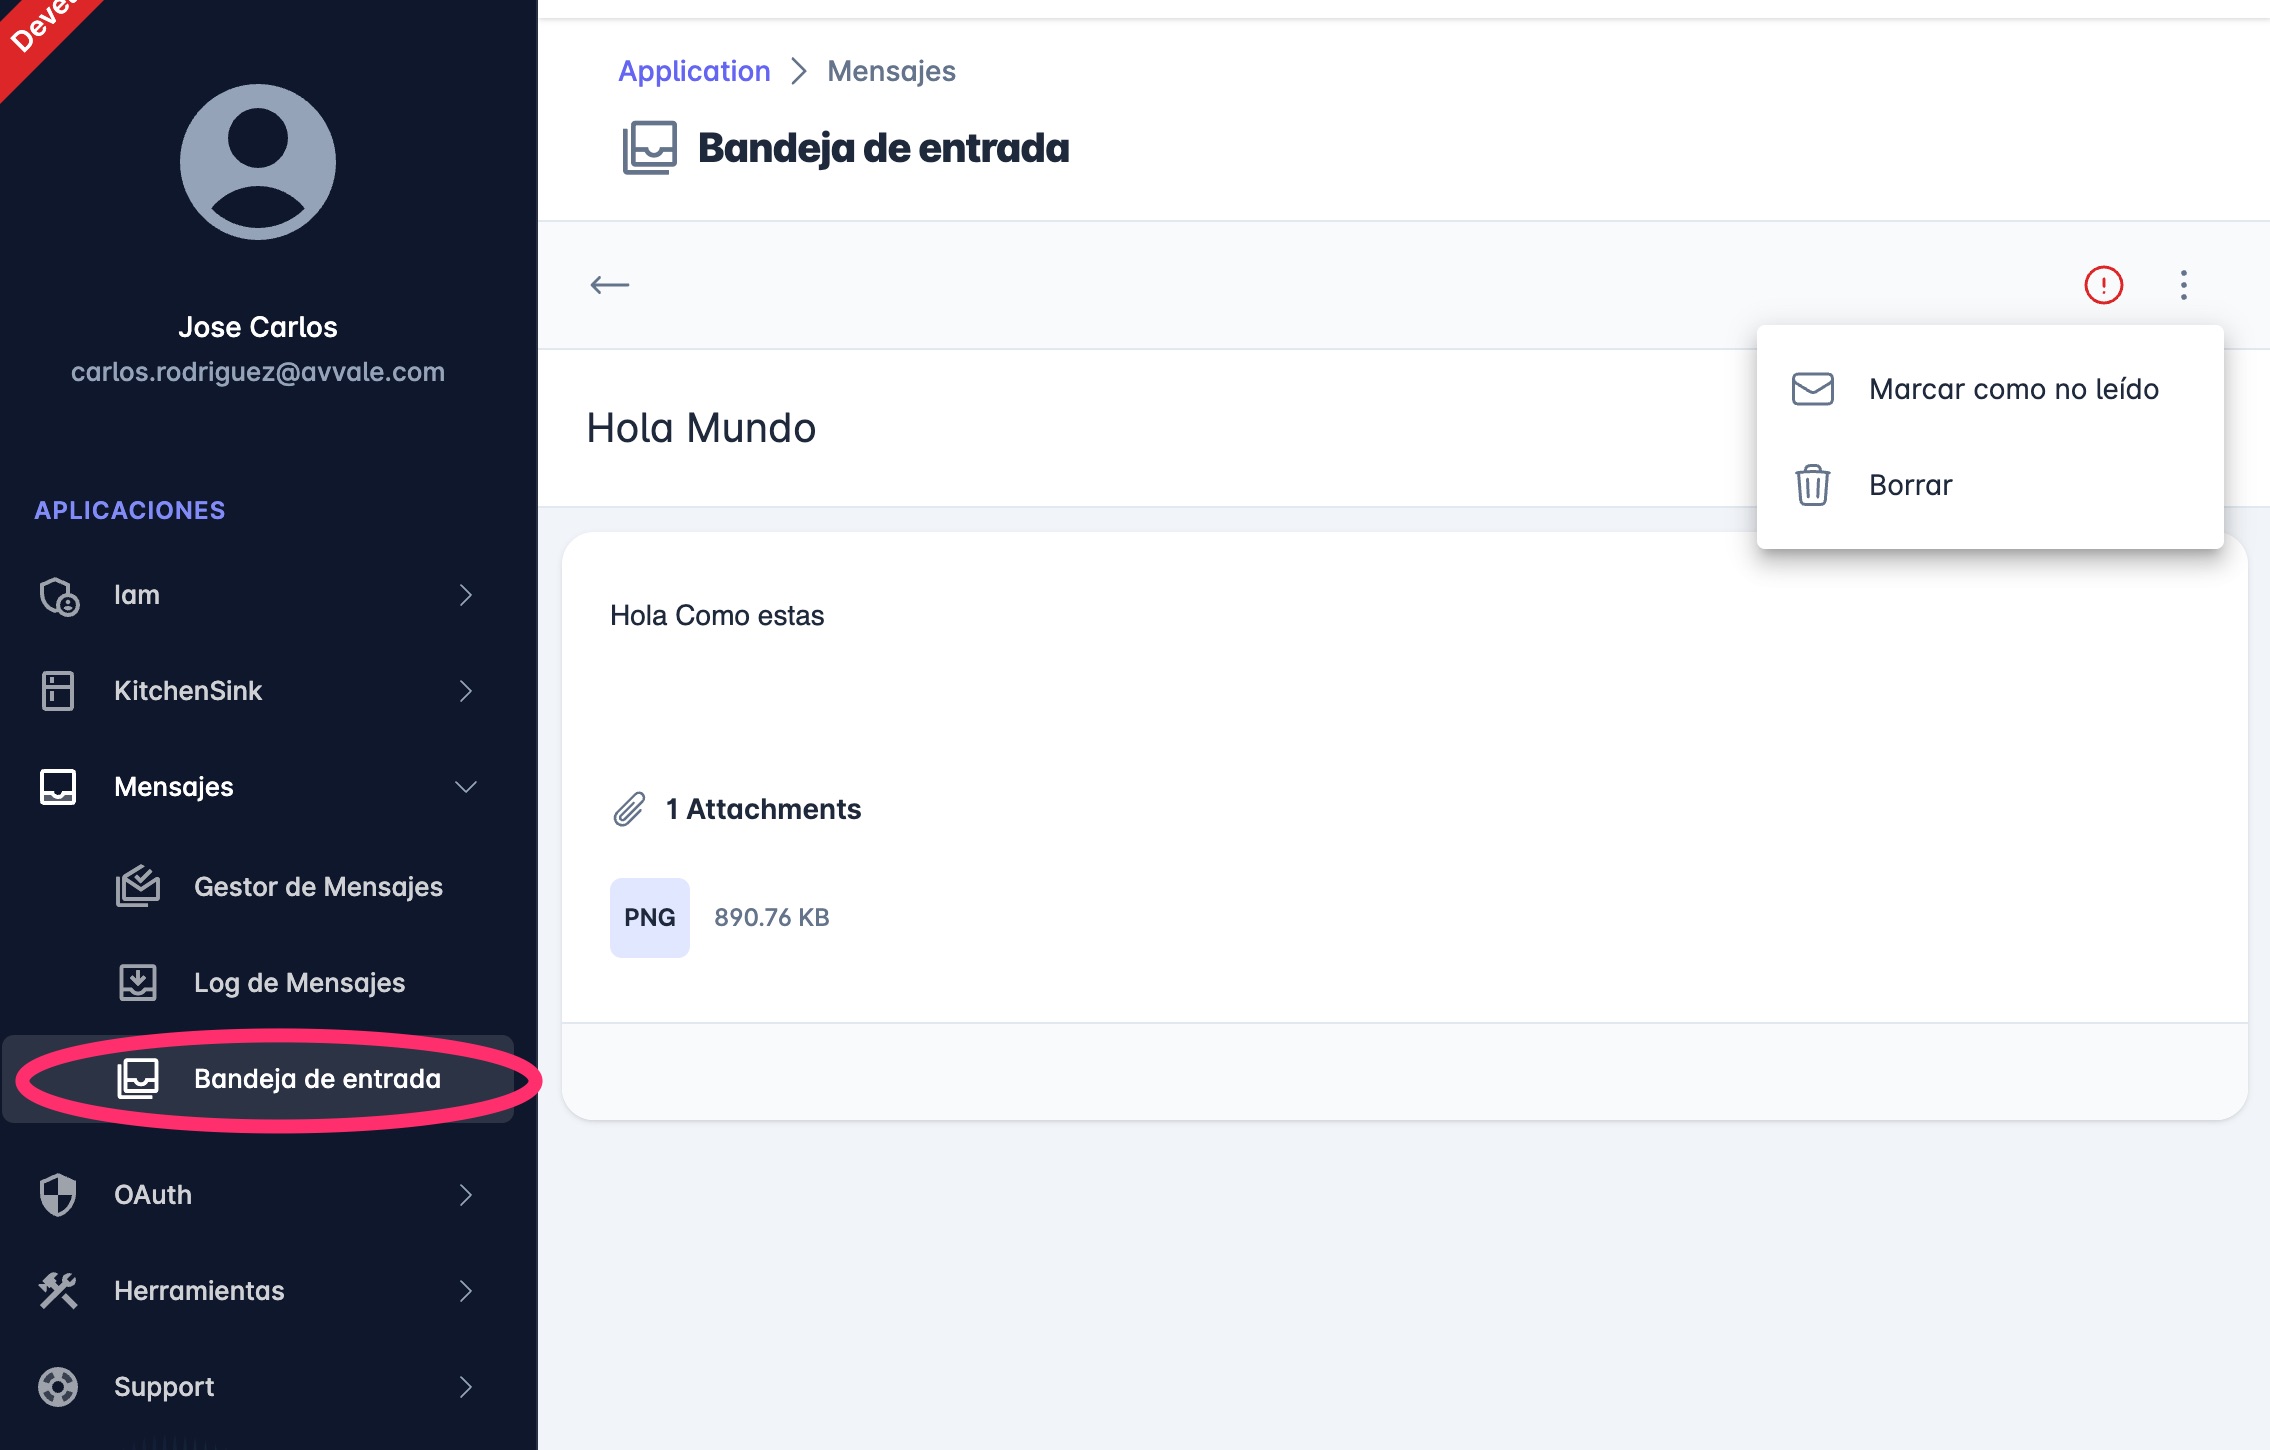 Jose Carlos
carlos.rodriguez@avvale.com
APLICACIONES
Iam
KitchenSink
Mensajes
Gestor de Mensajes
Log de Mensajes
Bandeja de entrada
OAuth
Herramientas
Support
Application > Mensajes
Bandeja de entrada
Marcar como no leído
Borrar
Hola Mundo
Hola Como estas
1 Attachments
PNG 890.76 KB